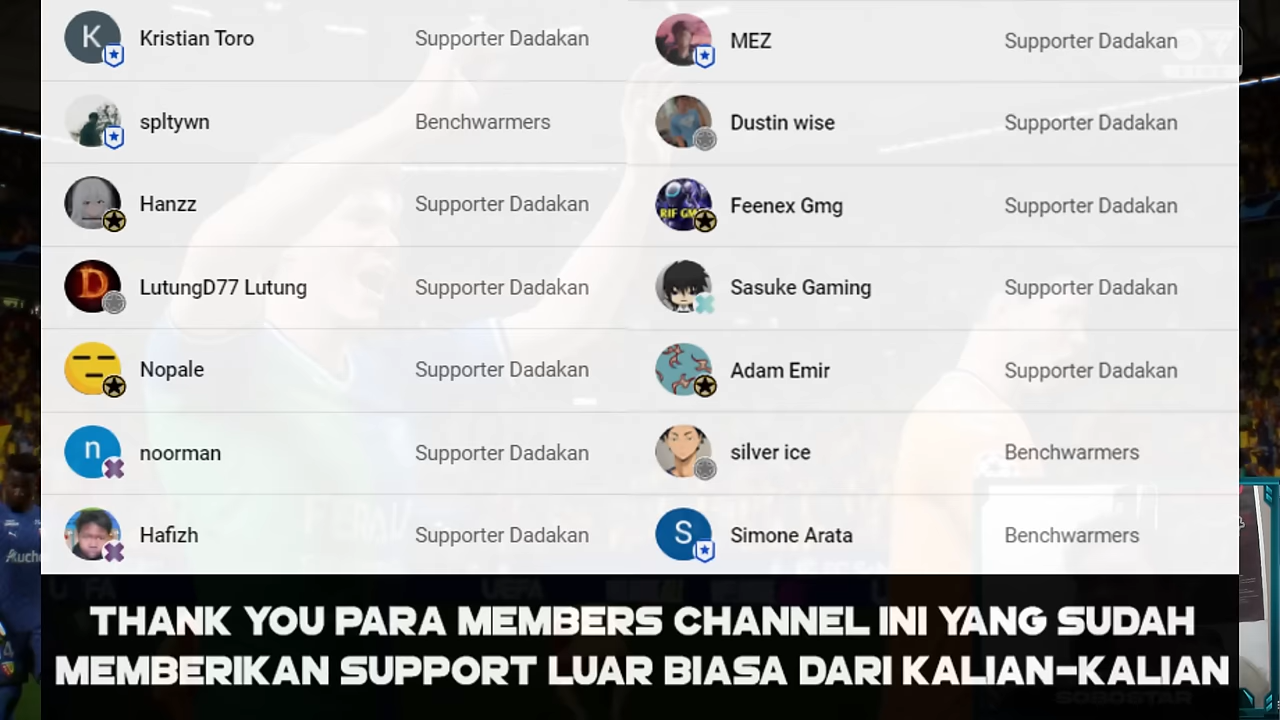 K Kristian Toro Supporter Dadakan
MEZ Supporter Dadakan
spltywn Benchwarmers
Dustin wise Supporter Dadakan
Hanzz Supporter Dadakan
RIF GM Feenex Gmg Supporter Dadakan
D LutungD77 Lutung Supporter Dadakan
Sasuke Gaming Supporter Dadakan
Nopale Supporter Dadakan
Adam Emir Supporter Dadakan
n noorman Supporter Dadakan
silver ice Benchwarmers
Hafizh Supporter Dadakan
S Simone Arata Benchwarmers
UEFA
THANK YOU PARA MEMBERS CHANNEL INI YANG SUDAH
MEMBERIKAN SUPPORT LUAR BIASA DARI KALIAN-KALIAN